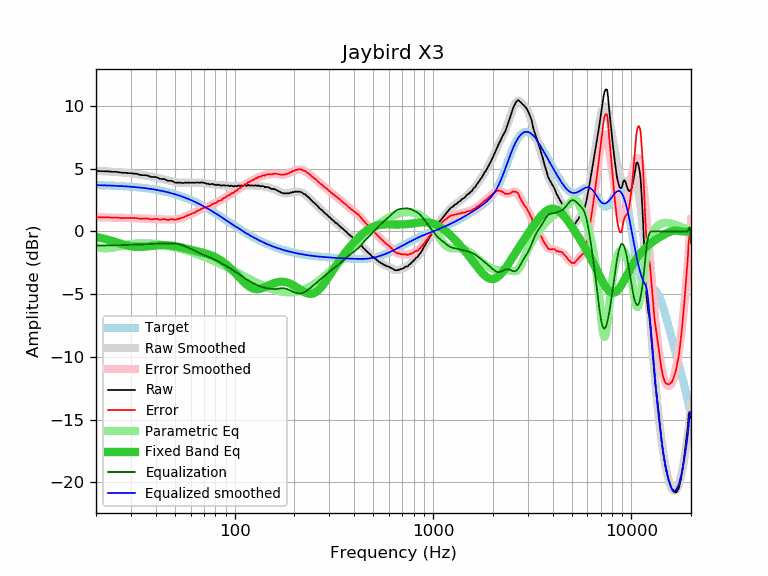 Jaybird X3
Amplitude (dBr)
10
5
0
−5
−10
−15
−20
Target
Raw Smoothed
Error Smoothed
Raw
Error
Parametric Eq
Fixed Band Eq
Equalization
Equalized smoothed
100
1000
10000
Frequency (Hz)